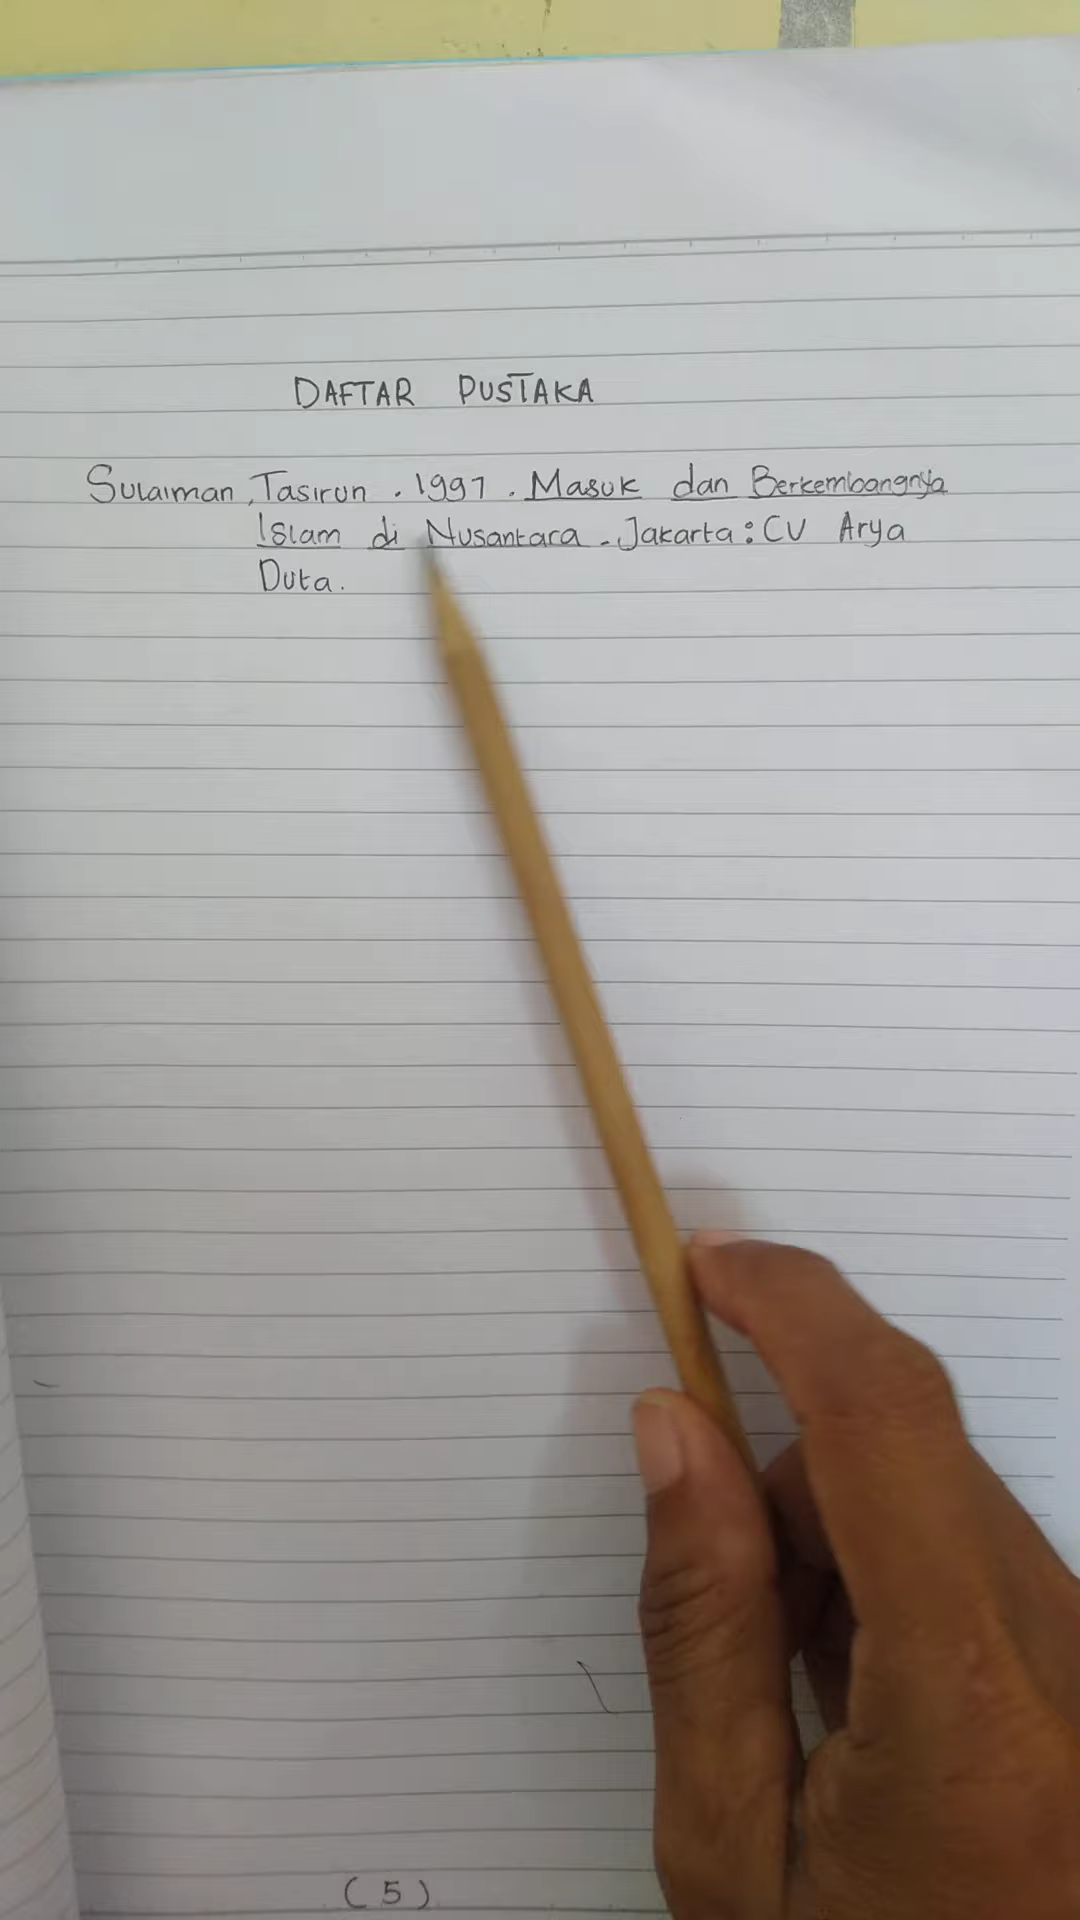 DAFTAR PUSTAKA
Sulaiman, Tasirun. 1997. Masuk dan Berkembangnya
Islam di Nusantara. Jakarta: CV Arya
Duta.
(5)